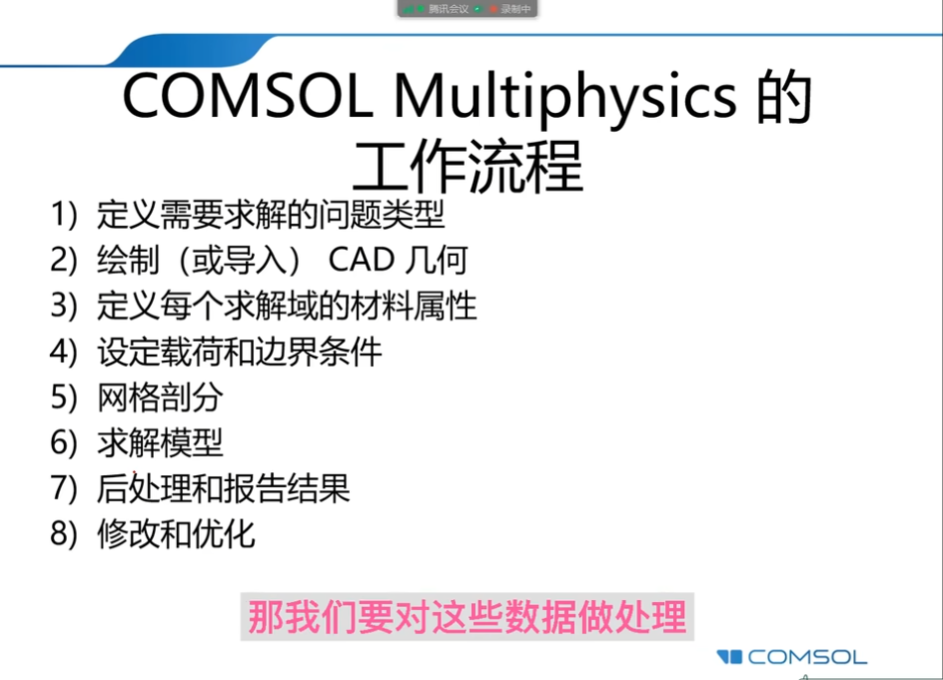 腾讯会议 录制中
COMSOL Multiphysics 的
工作流程
1) 定义需要求解的问题类型
2) 绘制（或导入） CAD 几何
3) 定义每个求解域的材料属性
4) 设定载荷和边界条件
5) 网格剖分
6) 求解模型
7) 后处理和报告结果
8) 修改和优化
那我们要对这些数据做处理
COMSOL